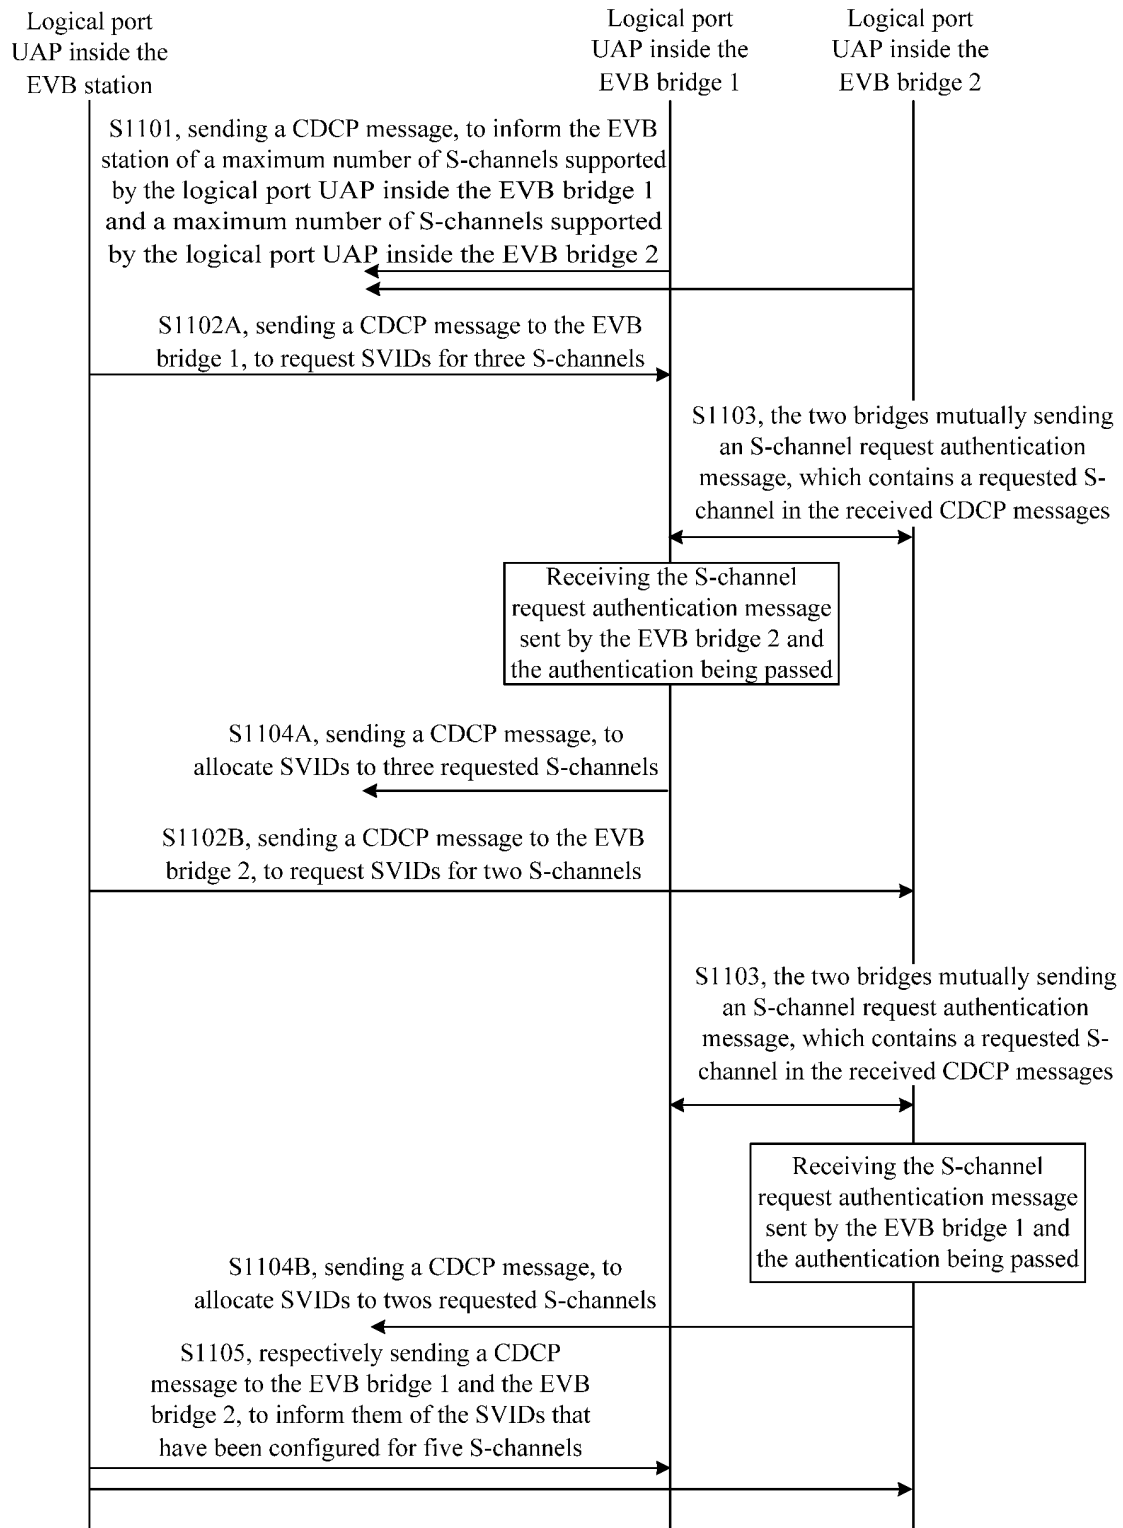 Logical port
UAP inside the
EVB station
Logical port
UAP inside the
EVB bridge 1
Logical port
UAP inside the
EVB bridge 2
S1101, sending a CDCP message, to inform the EVB
station of a maximum number of S-channels supported
by the logical port UAP inside the EVB bridge 1
and a maximum number of S-channels supported
by the logical port UAP inside the EVB bridge 2
S1102A, sending a CDCP message to the EVB
bridge 1, to request SVIDs for three S-channels
S1103, the two bridges mutually sending
an S-channel request authentication
message, which contains a requested S-
channel in the received CDCP messages
Receiving the S-channel
request authentication message
sent by the EVB bridge 2 and
the authentication being passed
S1104A, sending a CDCP message, to
allocate SVIDs to three requested S-channels
S1102B, sending a CDCP message to the EVB
bridge 2, to request SVIDs for two S-channels
S1103, the two bridges mutually sending
an S-channel request authentication
message, which contains a requested S-
channel in the received CDCP messages
Receiving the S-channel
request authentication message
sent by the EVB bridge 1 and
the authentication being passed
S1104B, sending a CDCP message, to
allocate SVIDs to twos requested S-channels
S1105, respectively sending a CDCP
message to the EVB bridge 1 and the EVB
bridge 2, to inform them of the SVIDs that
have been configured for five S-channels